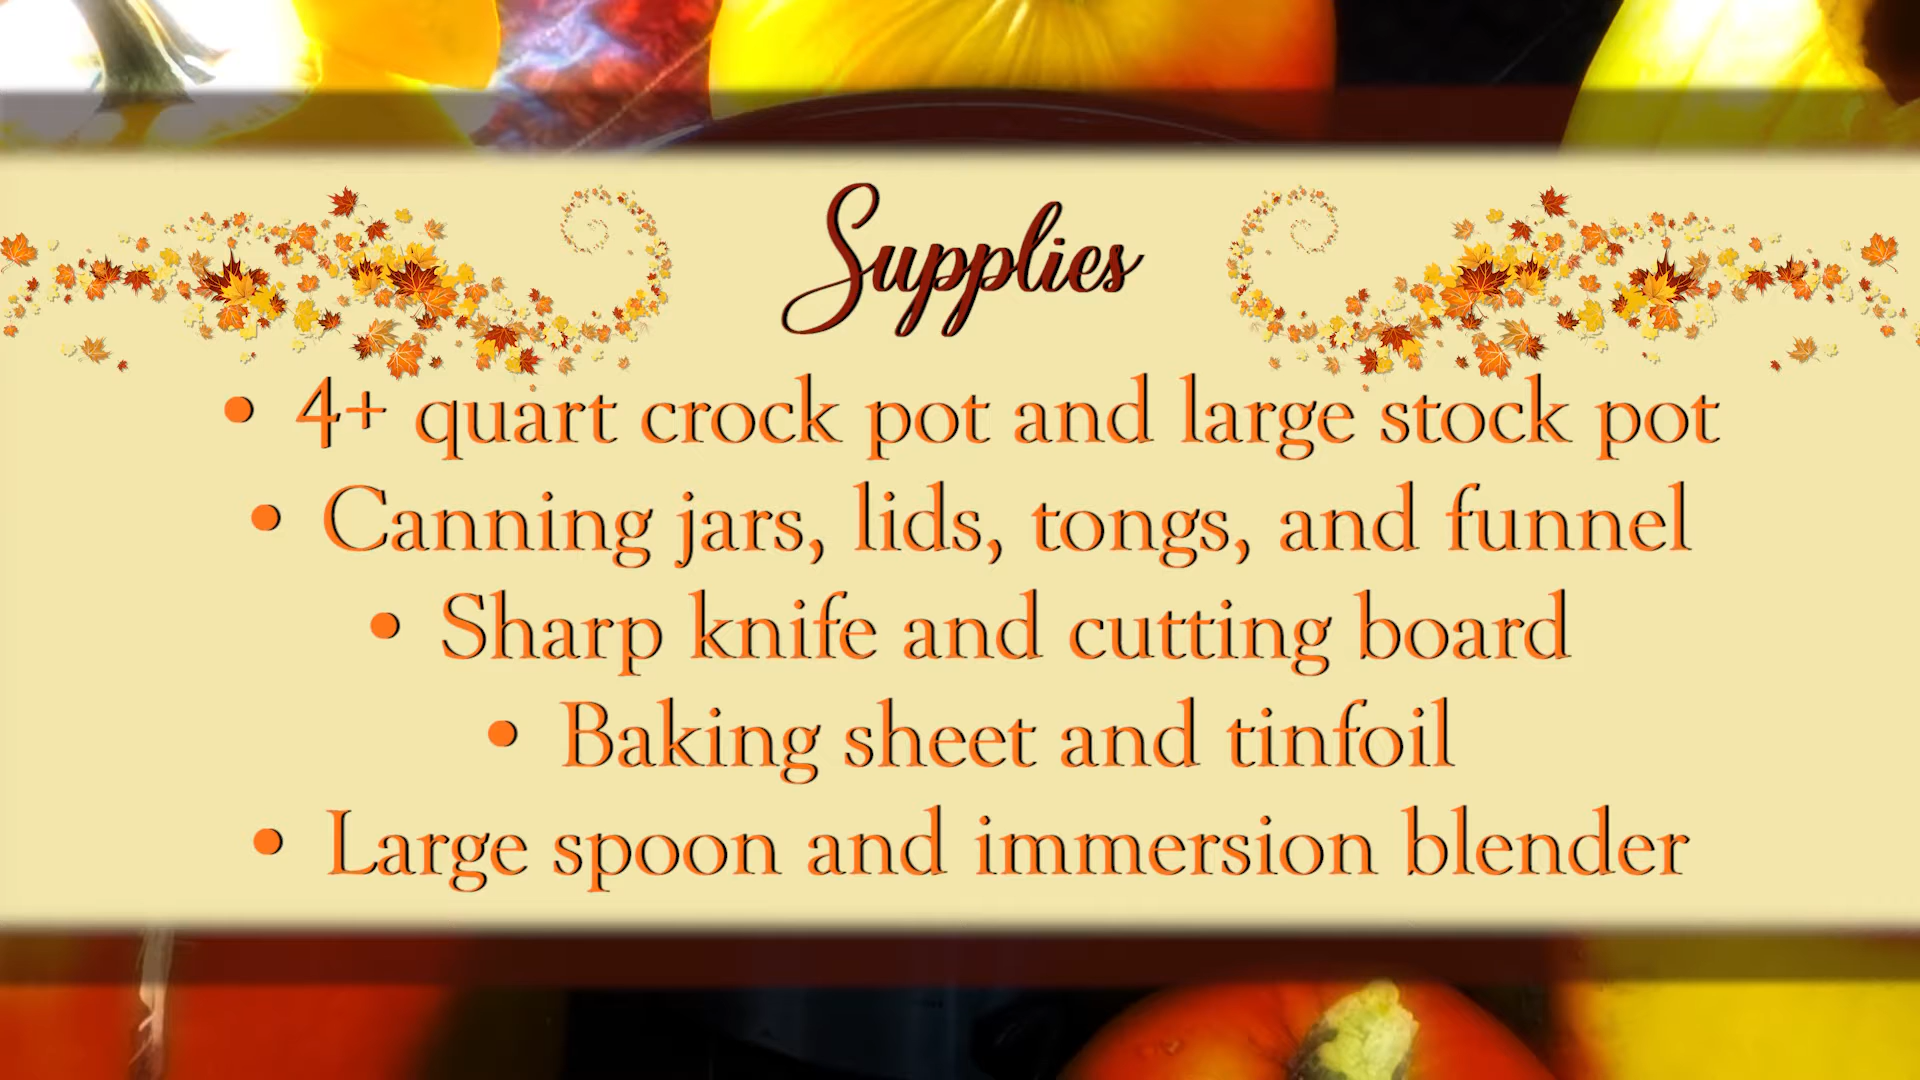 Supplies
• 4+ quart crock pot and large stock pot
• Canning jars, lids, tongs, and funnel
• Sharp knife and cutting board
• Baking sheet and tinfoil
• Large spoon and immersion blender